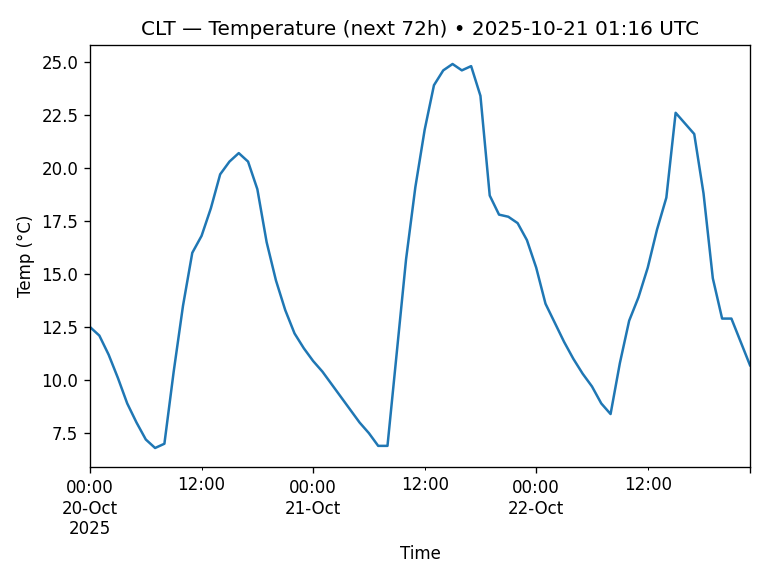 CLT — Temperature (next 72h) • 2025-10-21 01:16 UTC
Temp (°C)
25.0
22.5
20.0
17.5
15.0
12.5
10.0
7.5
00:00 12:00 00:00 12:00 00:00 12:00
20-Oct 21-Oct 22-Oct
2025
Time